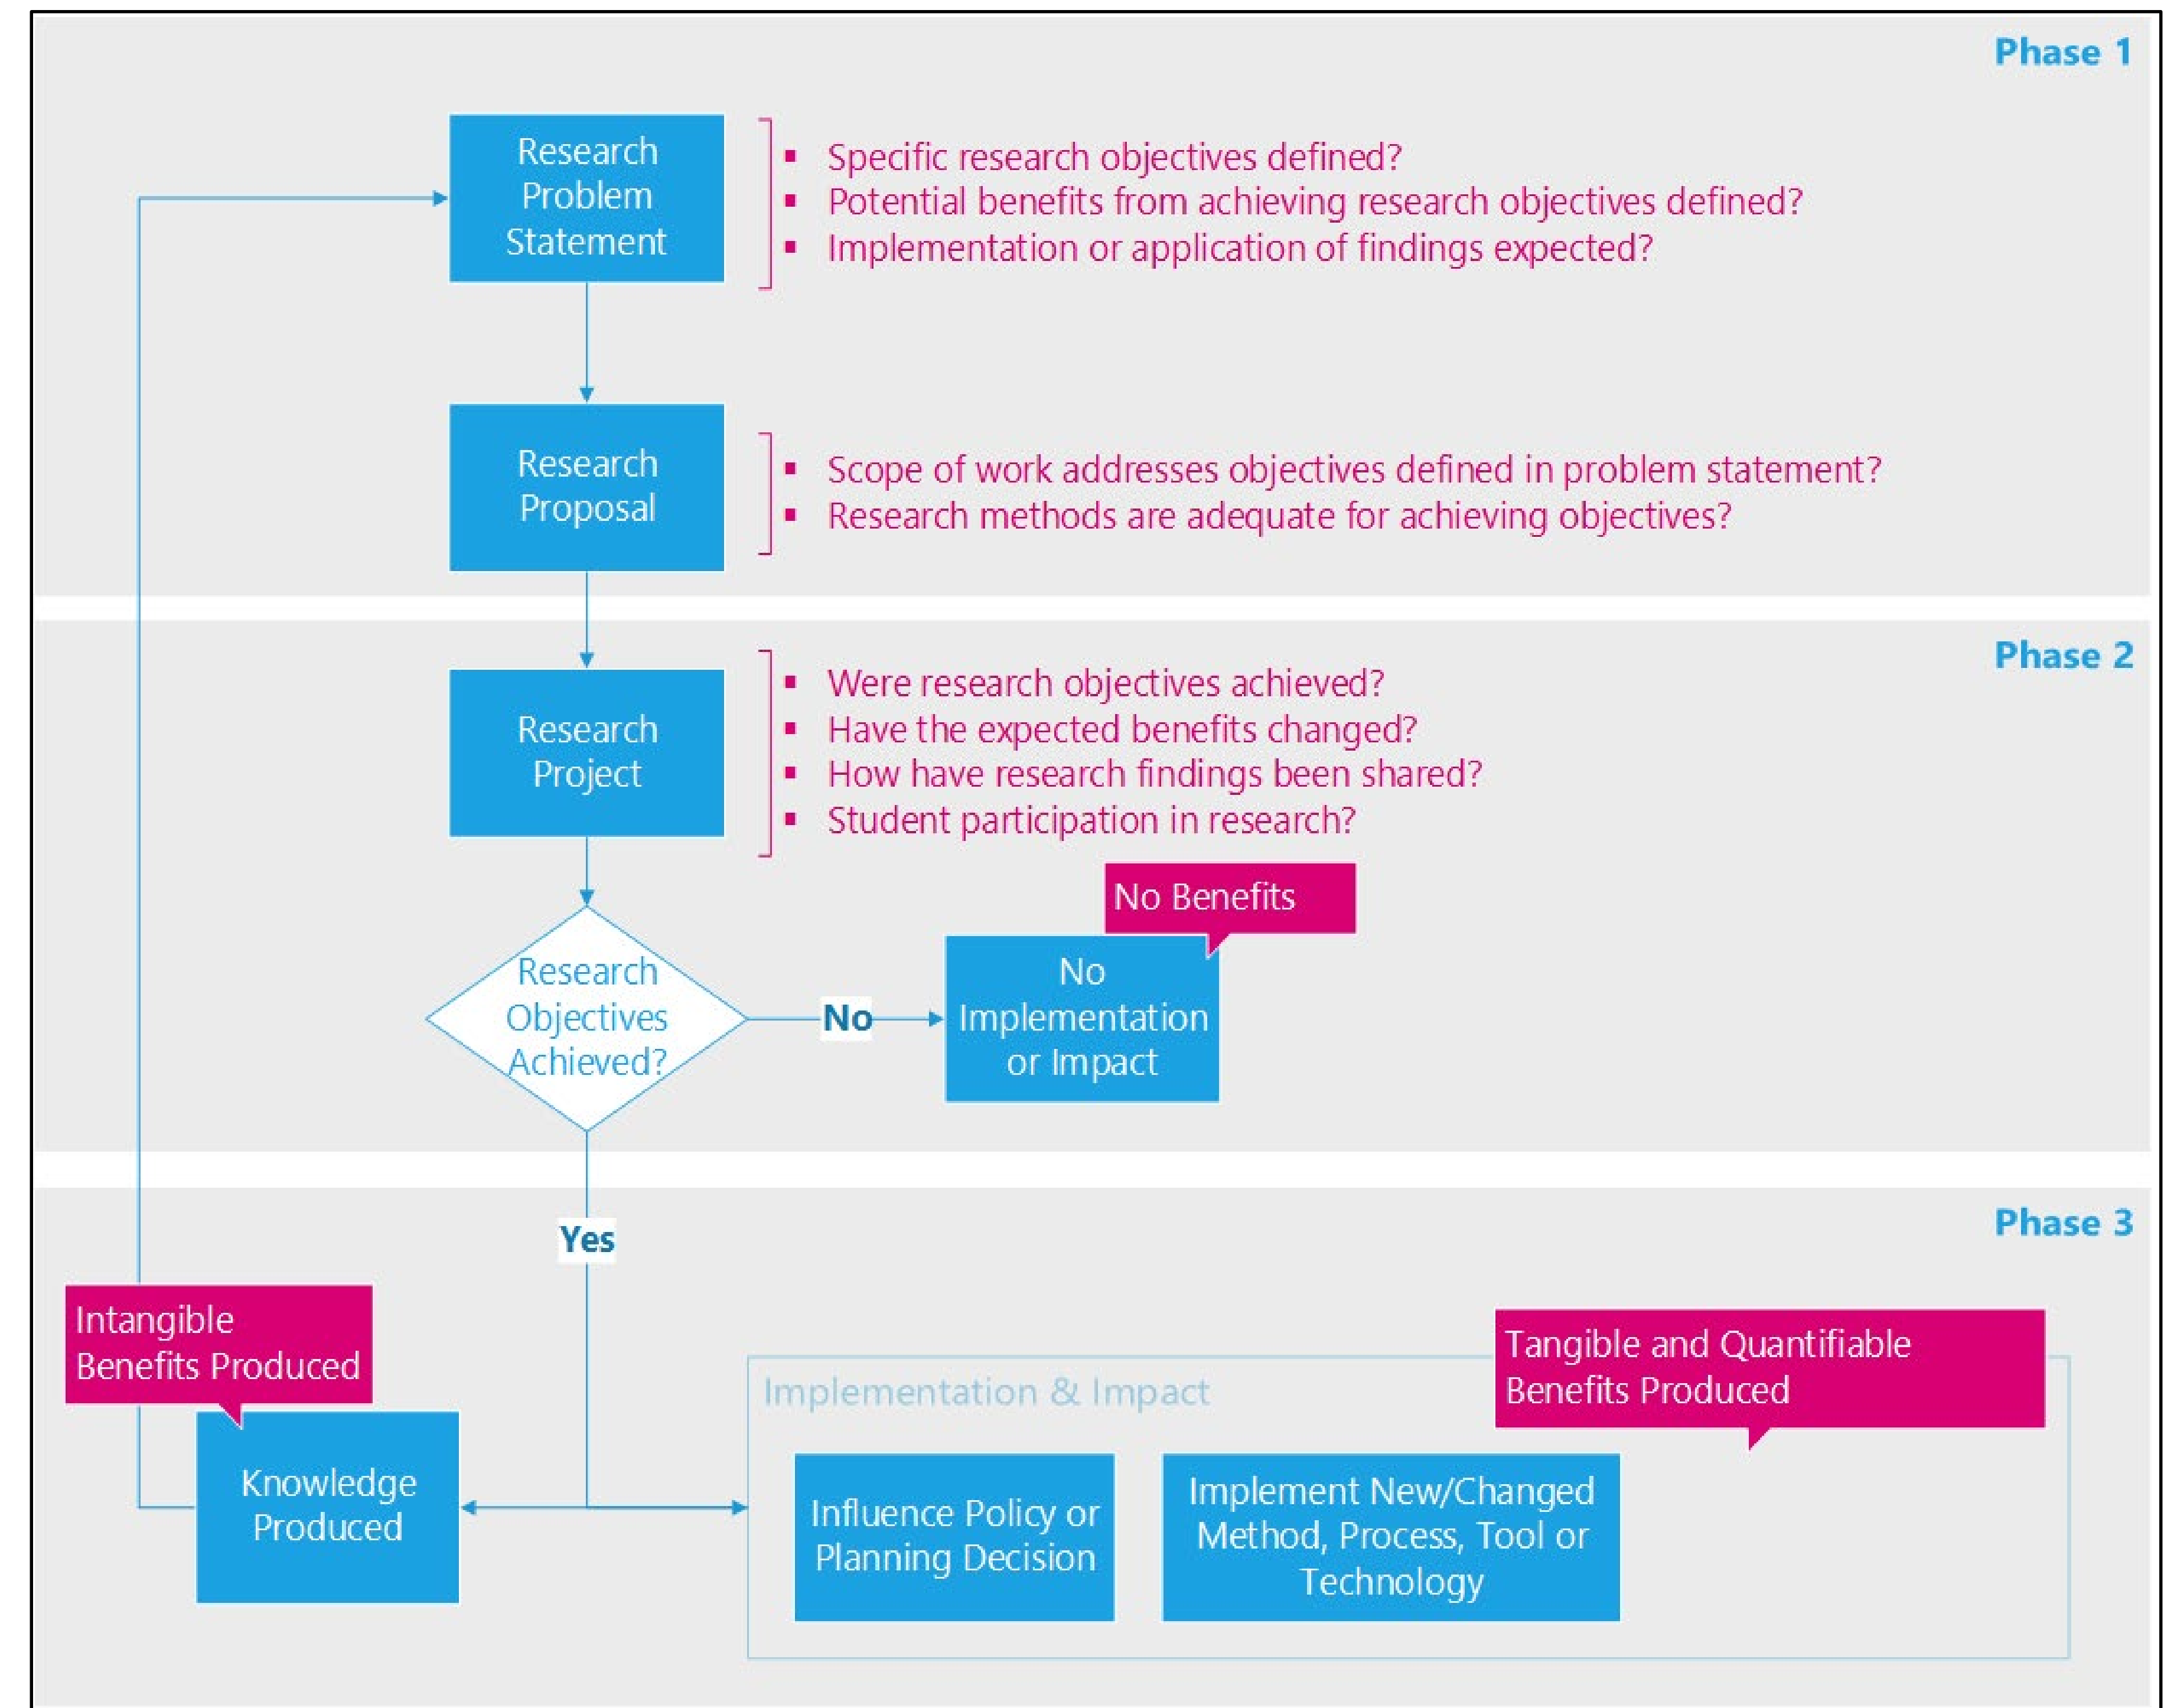 Phase 1
Research
Problem
Statement
▪ Specific research objectives defined?
▪ Potential benefits from achieving research objectives defined?
▪ Implementation or application of findings expected?
Research
Proposal
▪ Scope of work addresses objectives defined in problem statement?
▪ Research methods are adequate for achieving objectives?
Phase 2
Research
Project
▪ Were research objectives achieved?
▪ Have the expected benefits changed?
▪ How have research findings been shared?
▪ Student participation in research?
Research
Objectives
Achieved?
No
No Benefits
No
Implementation
or Impact
Phase 3
Yes
Intangible
Benefits Produced
Knowledge
Produced
Implementation & Impact
Tangible and Quantifiable
Benefits Produced
Influence Policy or
Planning Decision
Implement New/Changed
Method, Process, Tool or
Technology